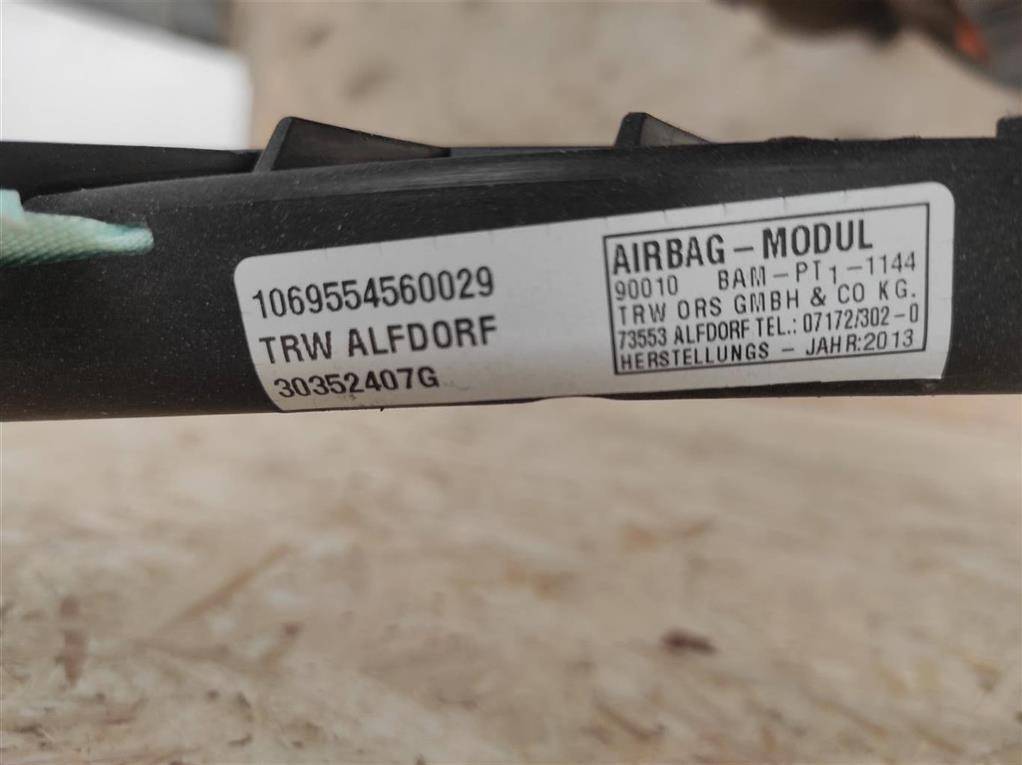 1069554560029
TRW ALFDORF
30352407G
AIRBAG - MODUL
90010 BAM - PT1 - 1144
TRW ORS GMBH & CO KG.
73553 ALFDORF TEL.: 07172/302-0
HERSTELLUNGS - JAHR:2013